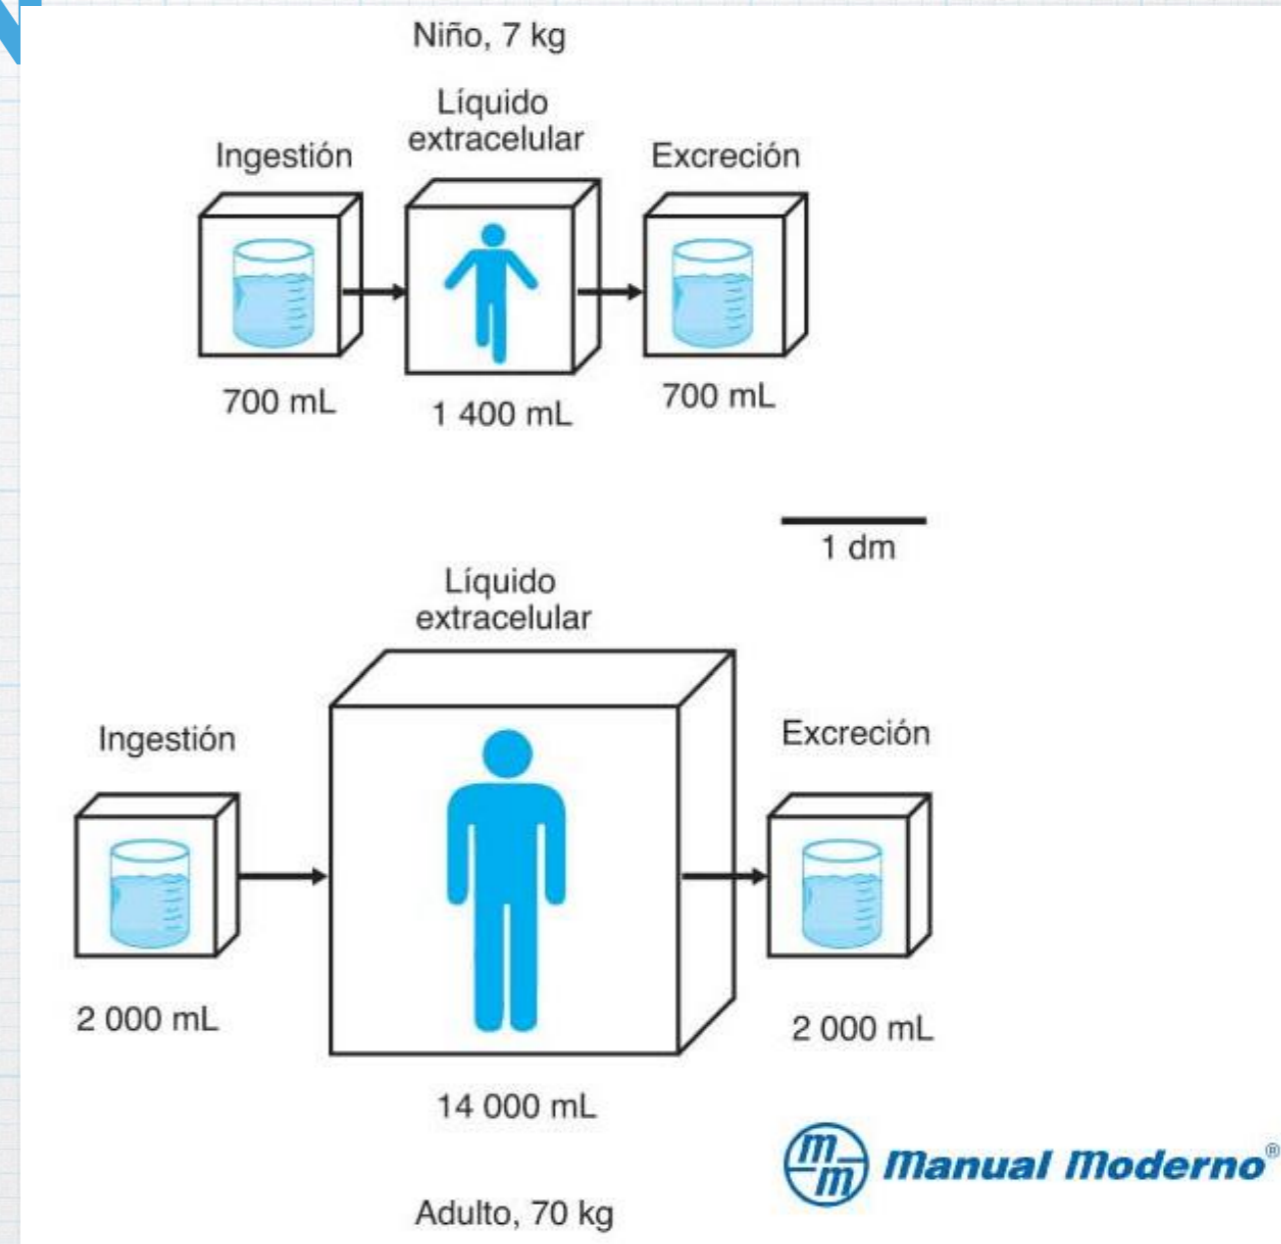 Niño, 7 kg
Líquido
extracelular
Ingestión
Excreción
700 mL
1 400 mL
700 mL
1 dm
Líquido
extracelular
Ingestión
Excreción
2 000 mL
2 000 mL
14 000 mL
Manual Moderno®
Adulto, 70 kg